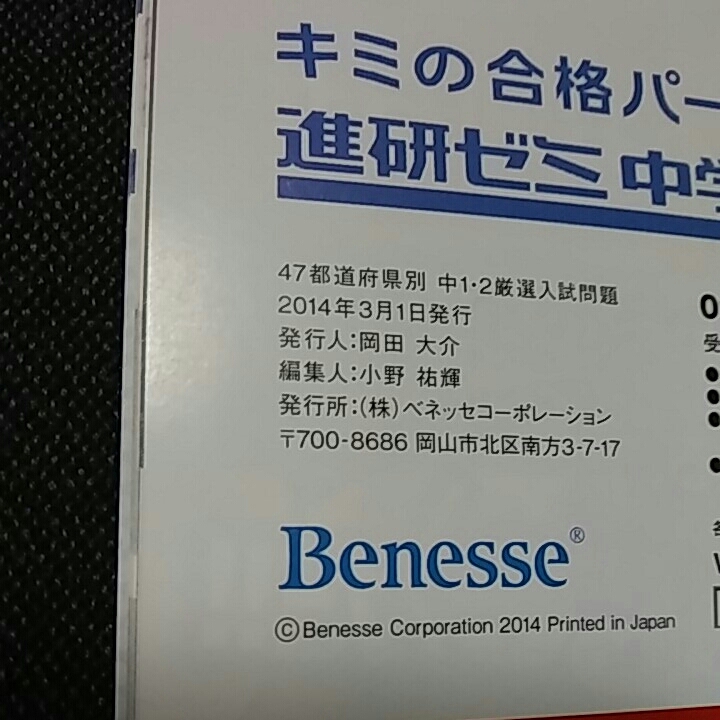 キミの合格パー
進研ゼミ 中学
47都道府県別 中1・2厳選入試問題
2014年3月1日発行
発行人：岡田 大介
編集人：小野 祐輝
発行所：（株）ベネッセコーポレーション
〒700-8686 岡山市北区南方3-7-17
0
受
Benesse®
©Benesse Corporation 2014 Printed in Japan